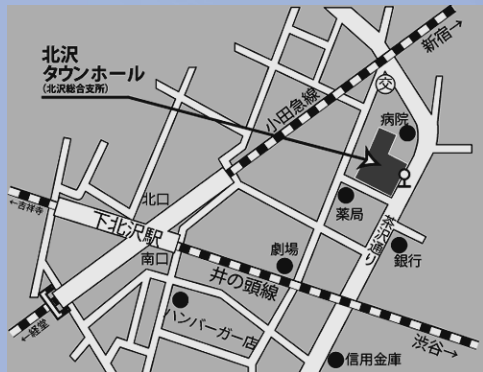 北沢
タウンホール
(北沢総合支所)
新宿→
小田急線
交
病院
薬局
茶沢通り
銀行
北口
←吉祥寺
下北沢駅
南口
劇場
井の頭線
ハンバーガー店
←経堂
渋谷→
信用金庫